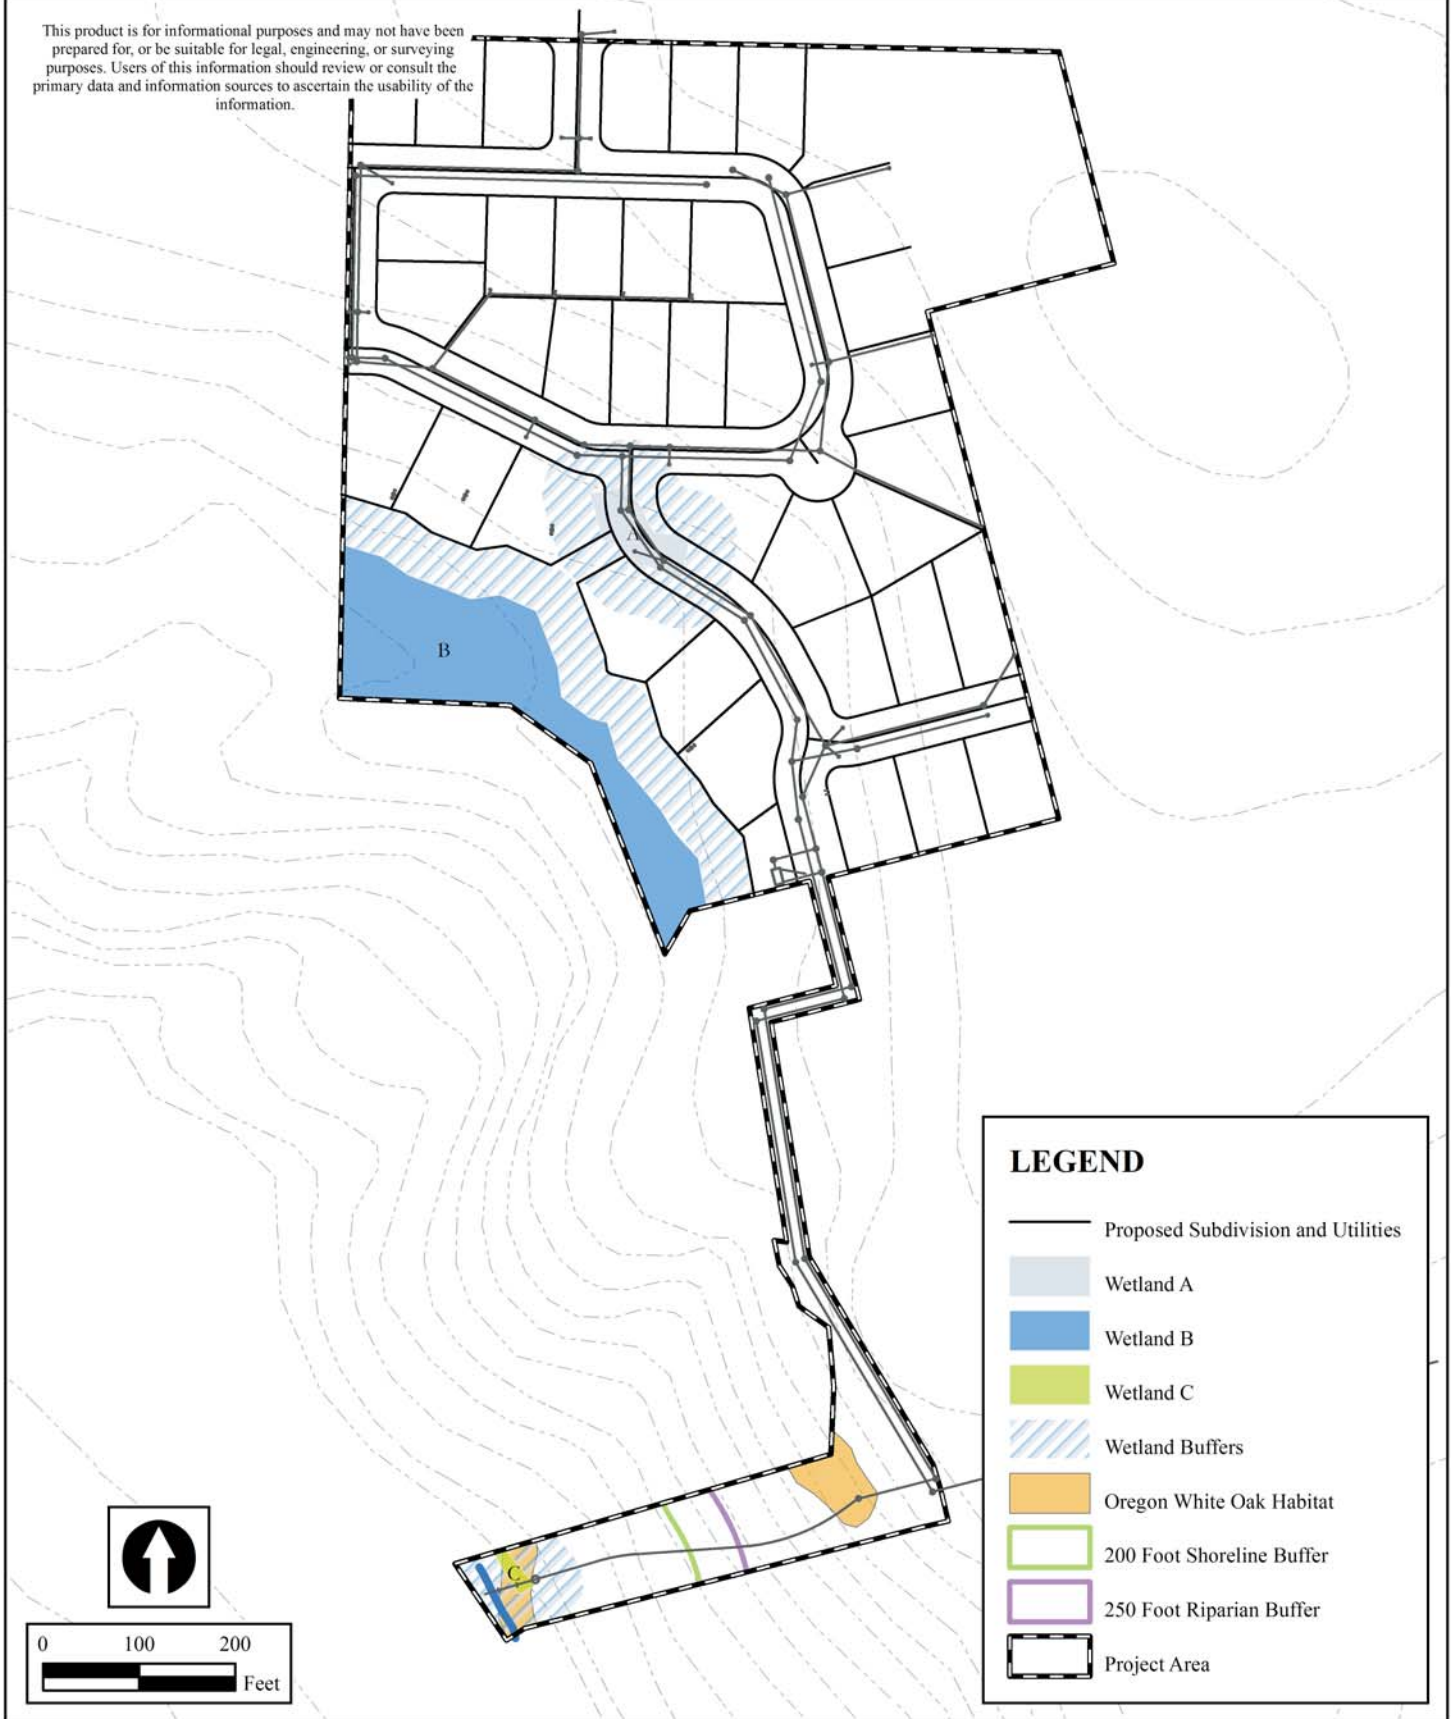 This product is for informational purposes and may not have been
prepared for, or be suitable for legal, engineering, or surveying
purposes. Users of this information should review or consult the
primary data and information sources to ascertain the usability of the
information.
A
B
C
LEGEND
Proposed Subdivision and Utilities
Wetland A
Wetland B
Wetland C
Wetland Buffers
Oregon White Oak Habitat
200 Foot Shoreline Buffer
250 Foot Riparian Buffer
Project Area
0 100 200
Feet